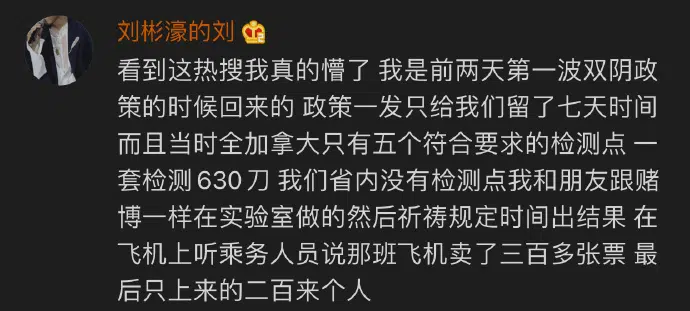 刘彬濠的刘
看到这热搜我真的懵了 我是前两天第一波双阴政
策的时候回来的 政策一发只给我们留了七天时间
而且当时全加拿大只有五个符合要求的检测点 一
套检测630刀 我们省内没有检测点我和朋友跟赌
博一样在实验室做的然后祈祷规定时间出结果 在
飞机上听乘务人员说那班飞机卖了三百多张票 最
后只上来的二百来个人